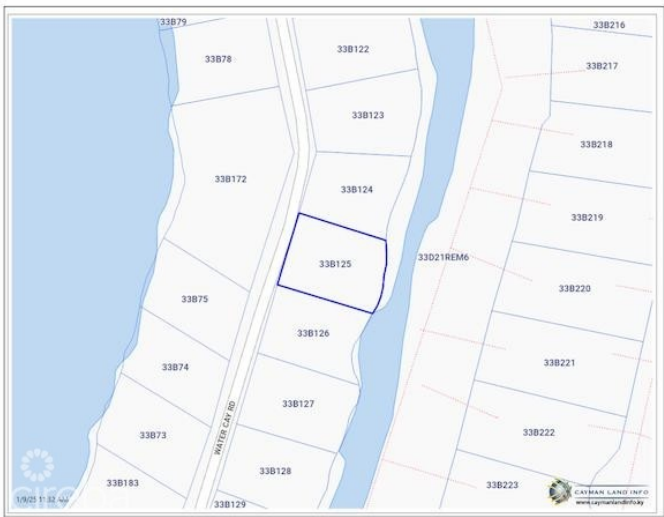 33B79
33B216
33B78
33B122
33B217
33B123
33B218
33B172
33B124
33B219
33B125
33D21REM6
33B220
33B75
33B126
33B221
33B74
33B127
WATER CAY RD
33B73
33B222
33B128
33B183
33B223
33B129
CAYMAN LAND INFO
www.caymanlandinfo.ky